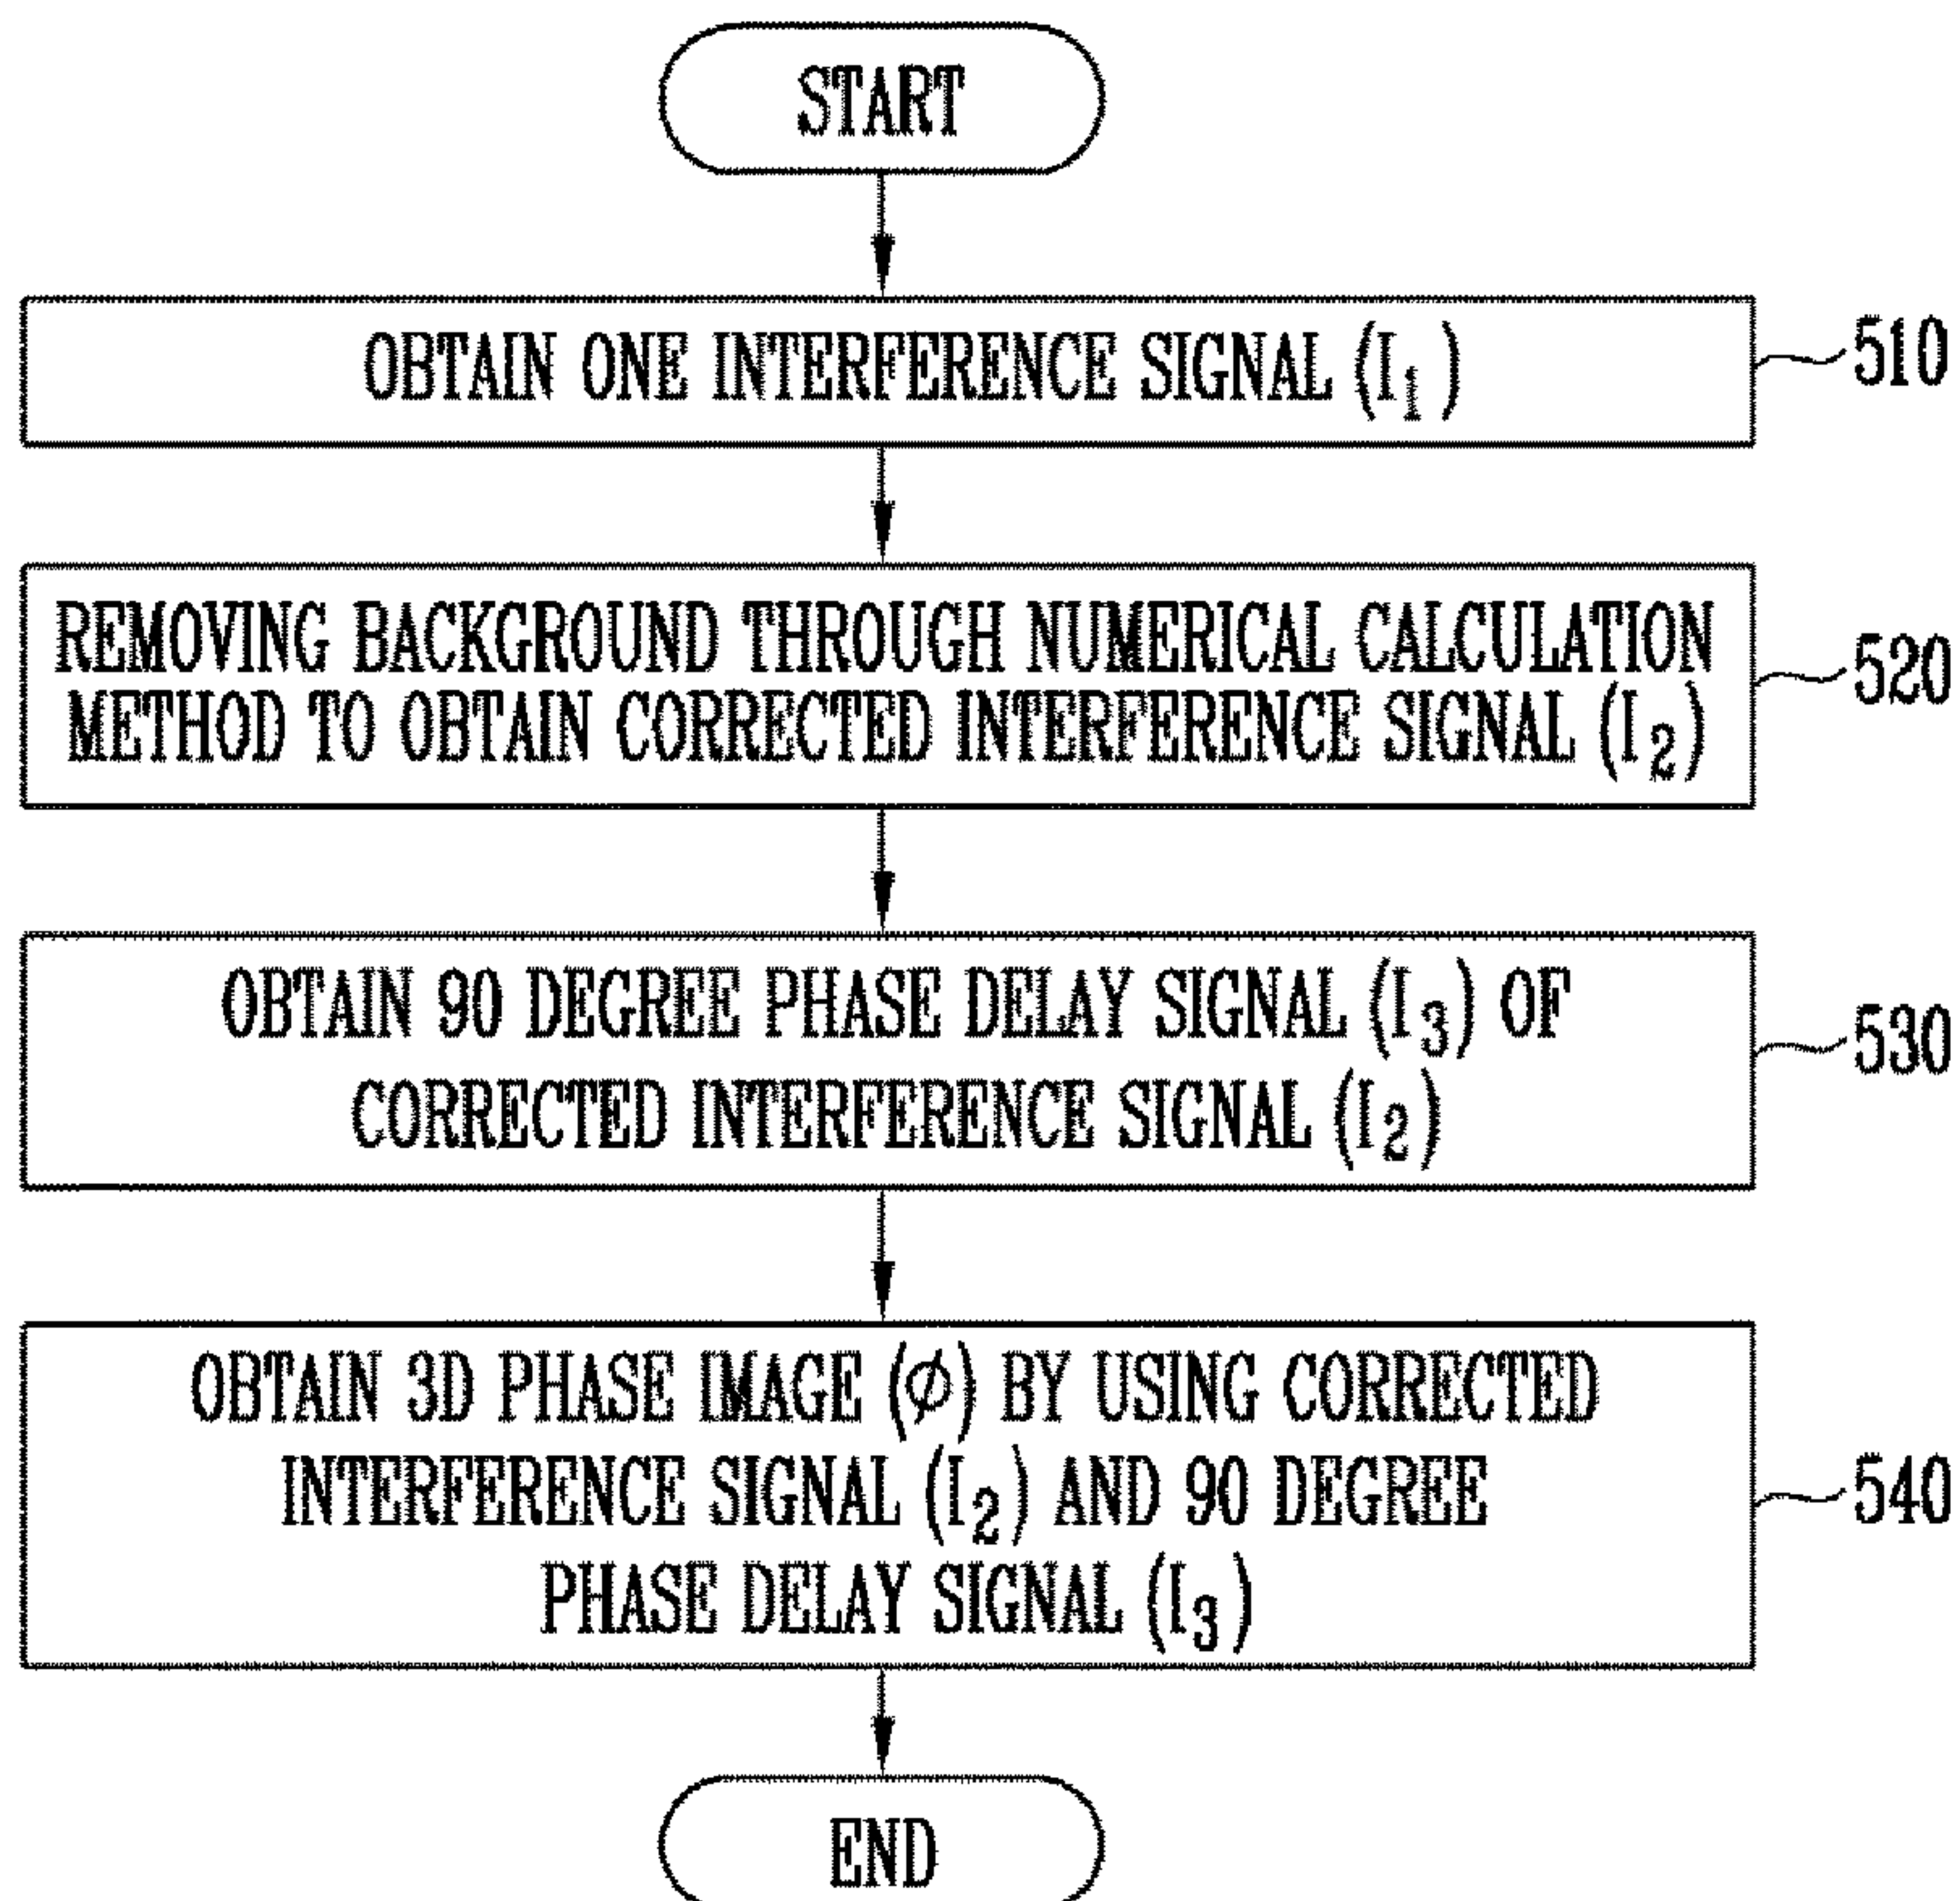 START
OBTAIN ONE INTERFERENCE SIGNAL (I₁)
510
REMOVING BACKGROUND THROUGH NUMERICAL CALCULATION
METHOD TO OBTAIN CORRECTED INTERFERENCE SIGNAL (I₂)
520
OBTAIN 90 DEGREE PHASE DELAY SIGNAL (I₃) OF
CORRECTED INTERFERENCE SIGNAL (I₂)
530
OBTAIN 3D PHASE IMAGE (∅) BY USING CORRECTED
INTERFERENCE SIGNAL (I₂) AND 90 DEGREE
PHASE DELAY SIGNAL (I₃)
540
END